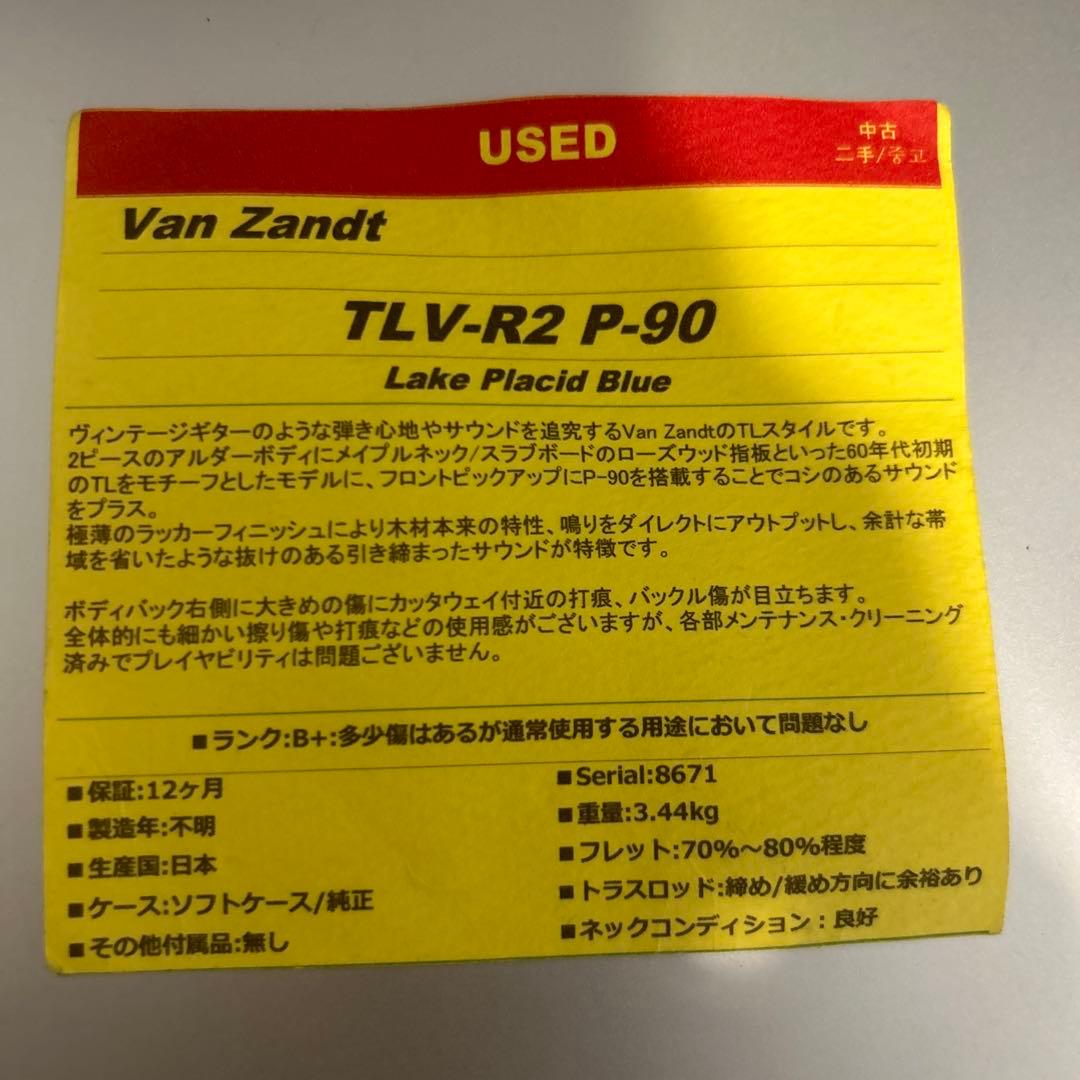 USED
中古
二手/중고
Van Zandt
TLV-R2 P-90
Lake Placid Blue
ヴィンテージギターのような弾き心地やサウンドを追究するVan ZandtのTLスタイルです。
2ピースのアルダーボディにメイプルネック/スラブボードのローズウッド指板といった60年代初期
のTLをモチーフとしたモデルに、フロントピックアップにP-90を搭載することでコシのあるサウンド
をプラス。
極薄のラッカーフィニッシュにより木材本来の特性、鳴りをダイレクトにアウトプットし、余計な帯
域を省いたような抜けのある引き締まったサウンドが特徴です。
ボディバック右側に大きめの傷にカッタウェイ付近の打痕、バックル傷が目立ちます。
全体的にも細かい擦り傷や打痕などの使用感がございますが、各部メンテナンス・クリーニング
済みでプレイヤビリティは問題ございません。
■ランク:B+:多少傷はあるが通常使用する用途において問題なし
■保証:12ヶ月
■製造年:不明
■生産国:日本
■ケース:ソフトケース/純正
■その他付属品:無し
■Serial:8671
■重量:3.44kg
■フレット:70%～80%程度
■トラスロッド:締め/緩め方向に余裕あり
■ネックコンディション：良好